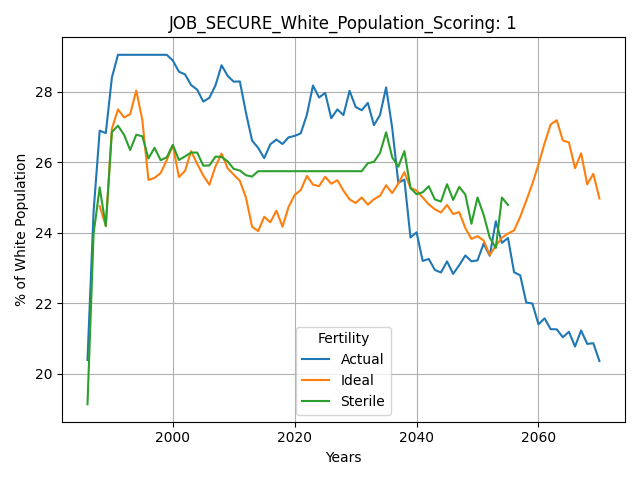 JOB_SECURE_White_Population_Scoring: 1
% of White Population
28
26
24
22
20
2000
2020
2040
2060
Years
Fertility
Actual
Ideal
Sterile